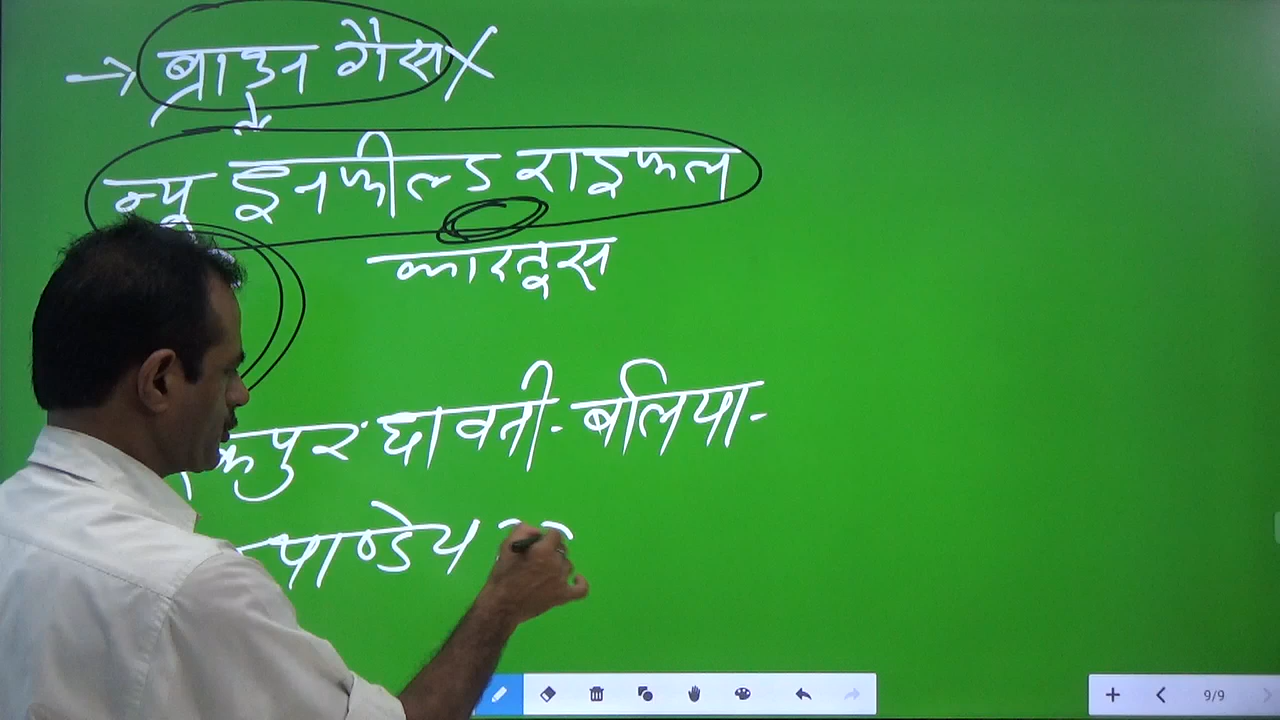 → ब्राउन गैस X
न्यू इनफील्ड राइफल
कारतूस
छावनी - बलिया -
पाण्डेय
9/9